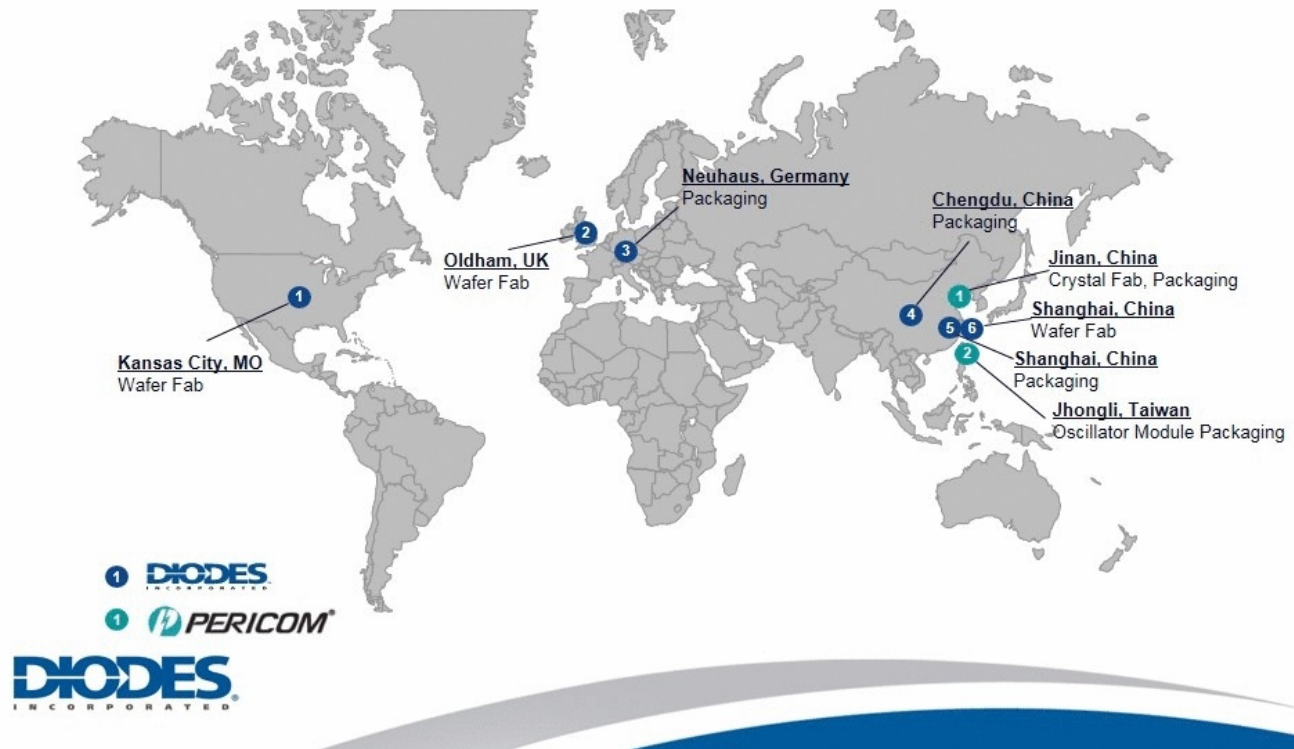 Neuhaus, Germany
Packaging
Chengdu, China
Packaging
Oldham, UK
Wafer Fab
Jinan, China
Crystal Fab, Packaging
Shanghai, China
Wafer Fab
Shanghai, China
Packaging
Jhongli, Taiwan
Oscillator Module Packaging
Kansas City, MO
Wafer Fab
1
2
3
4
5
6
1
2
1 DIODES
INCORPORATED
1 PERICOM®
DIODES®
INCORPORATED